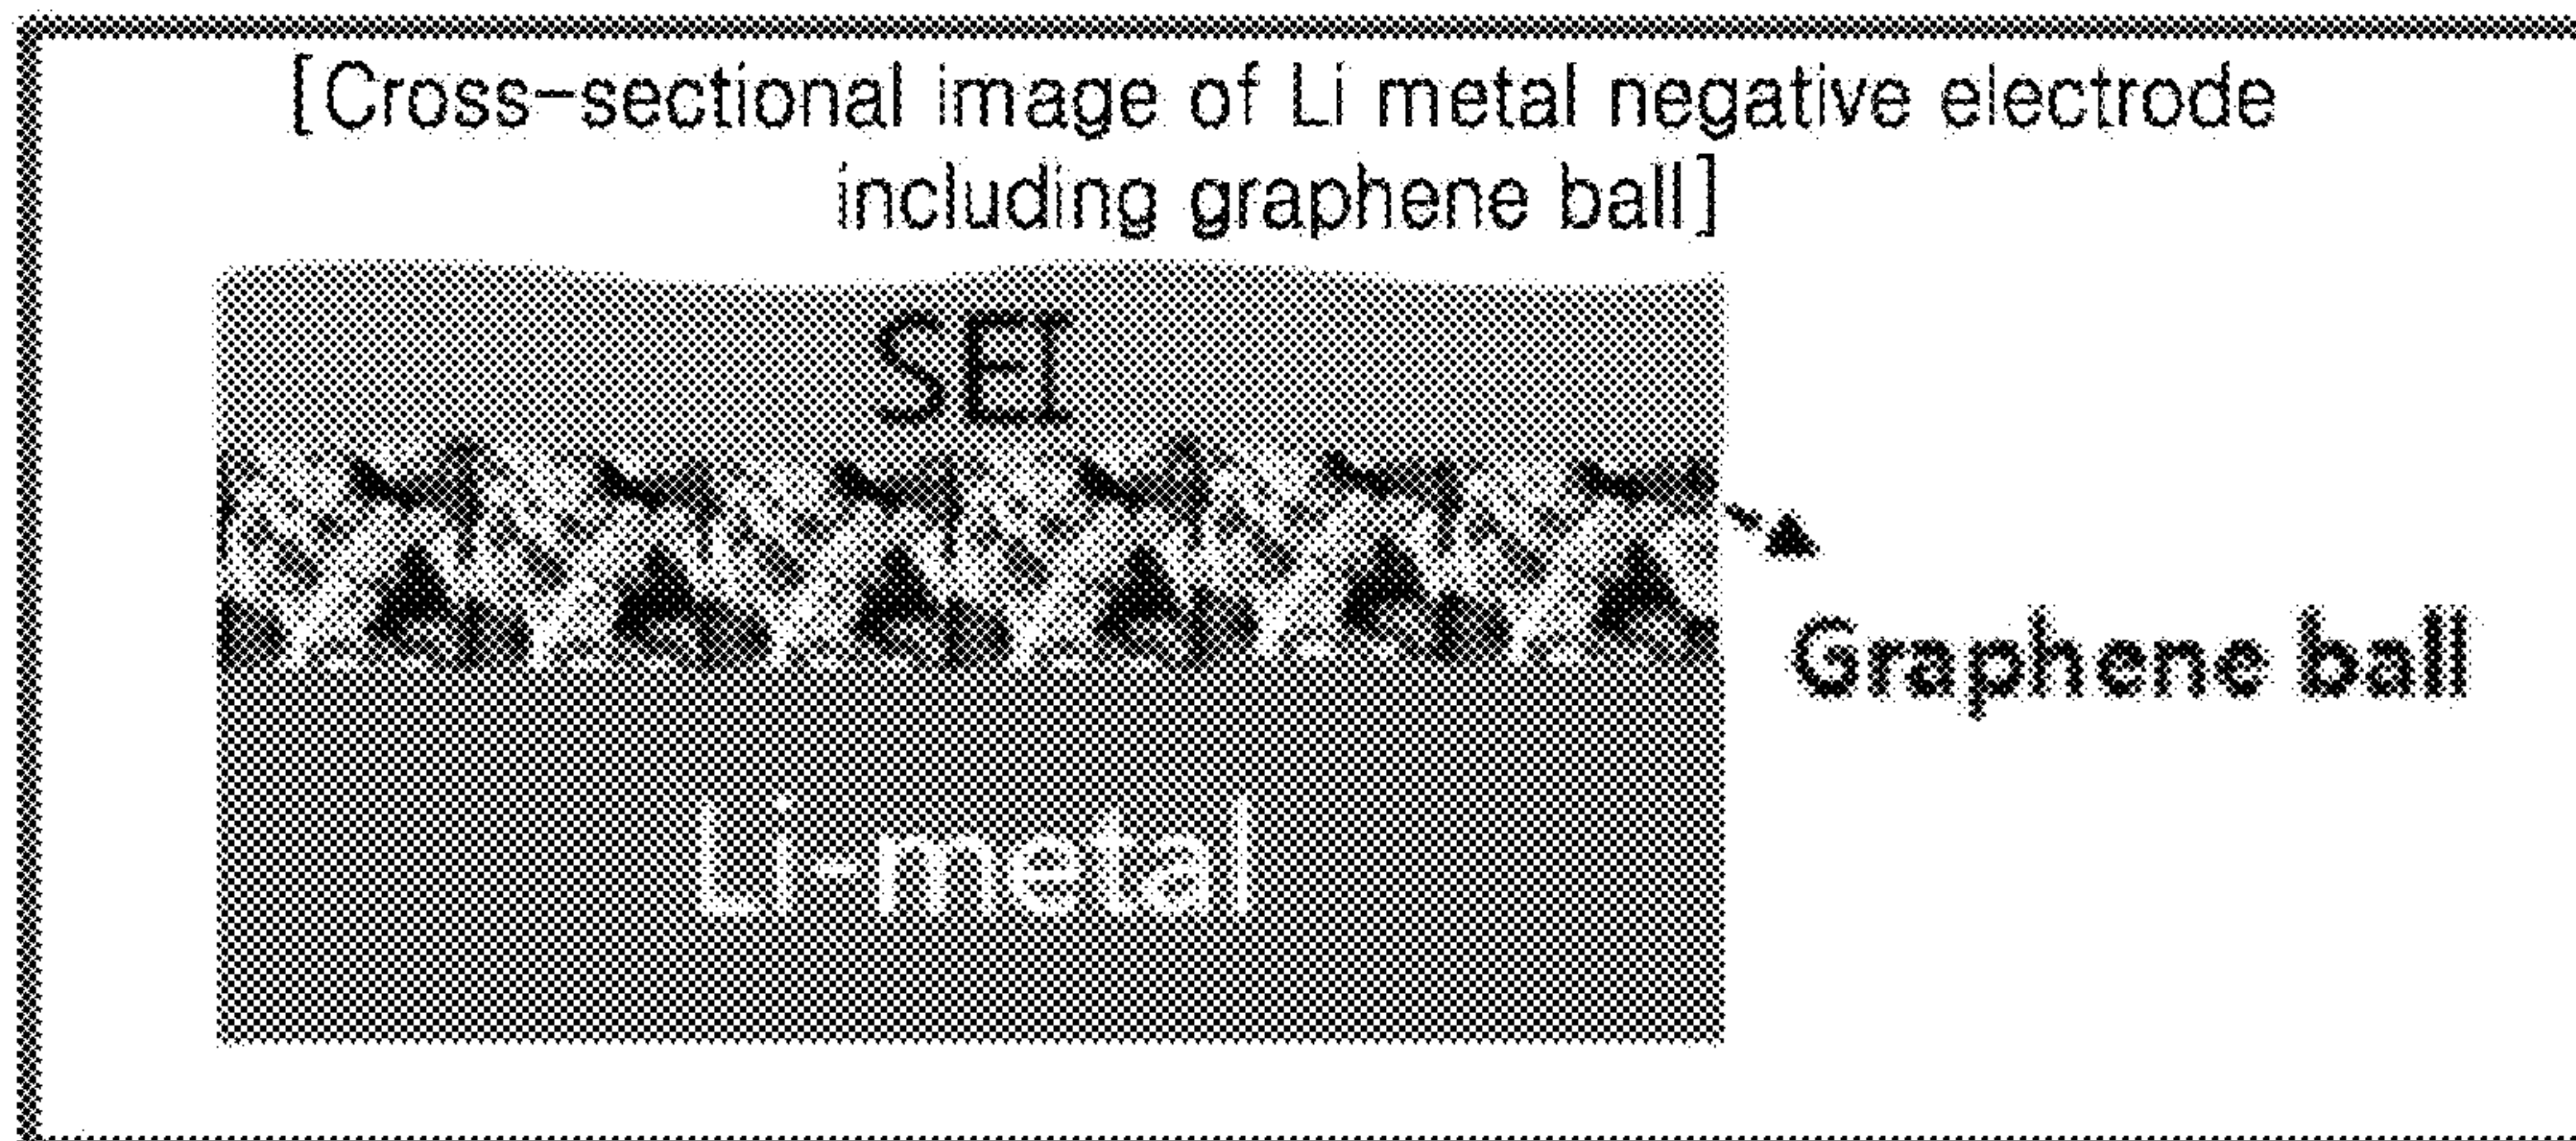 [Cross-sectional image of Li metal negative electrode
including graphene ball]
SEI
Graphene ball
Li-metal